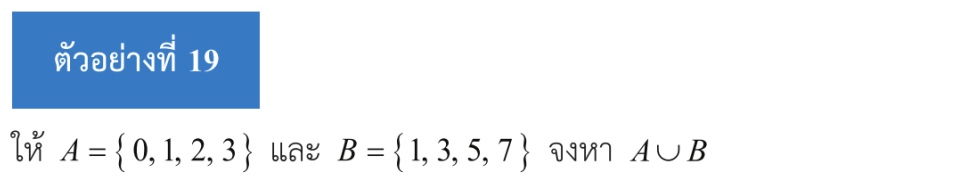 ตัวอย่างที่ 19
ให้ A = { 0, 1, 2, 3 } และ B = { 1, 3, 5, 7 } จงหา A ∪ B